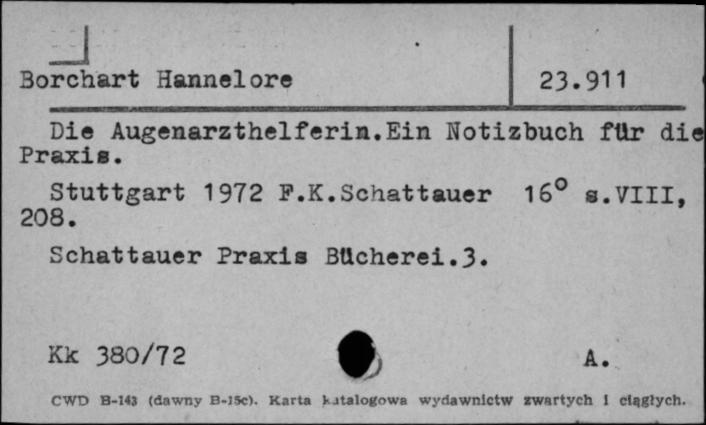 Borchart Hannelore 23.911
Die Augenarzthelferin.Ein Notizbuch für die
Praxis.
Stuttgart 1972 F.K.Schattauer 16° s.VIII,
208.
Schattauer Praxis Bücherei.3.
Kk 380/72 A.
CWD B-143 (dawny B-15c). Karta katalogowa wydawnictw zwartych i ciągłych.